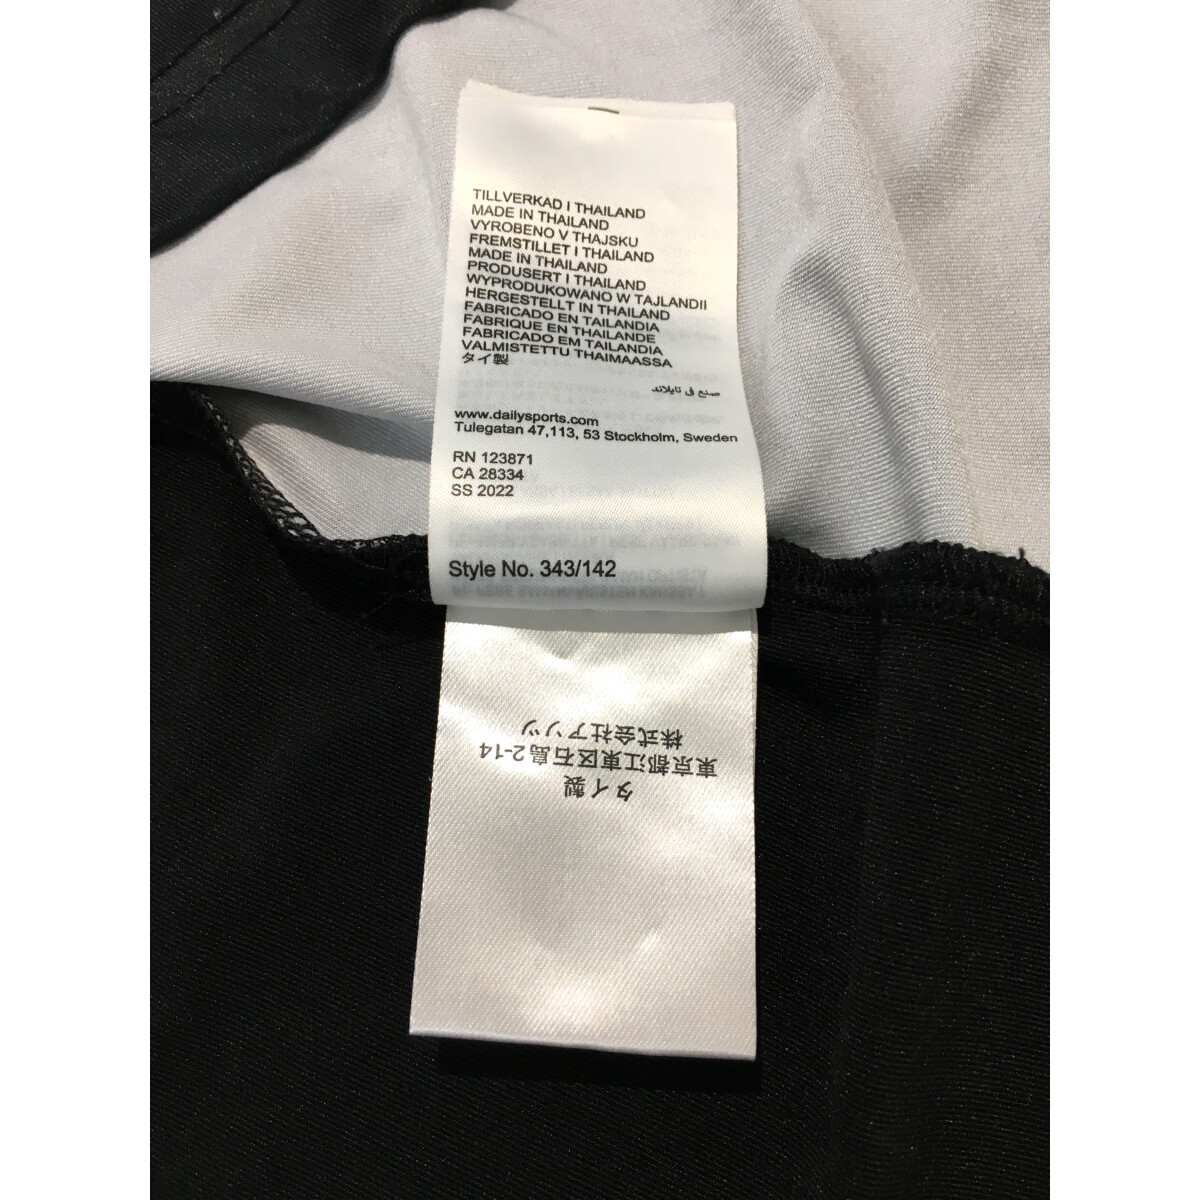 TILLVERKAD I THAILAND
MADE IN THAILAND
VYROBENO V THAJSKU
FREMSTILLET I THAILAND
MADE IN THAILAND
PRODUSERT I THAILAND
WYPRODUKOWANO W TAJLANDII
HERGESTELLT IN THAILAND
FABRICADO EN TAILANDIA
FABRIQUE EN THAILANDE
FABRICADO EM TAILANDIA
VALMISTETTU THAIMAASSA
タイ製
صنع في تايلاند
www.dailysports.com
Tulegatan 47,113, 53 Stockholm, Sweden
RN 123871
CA 28334
SS 2022
Style No. 343/142
タイ製
東京都江東区石島2-14
株式会社アソツ